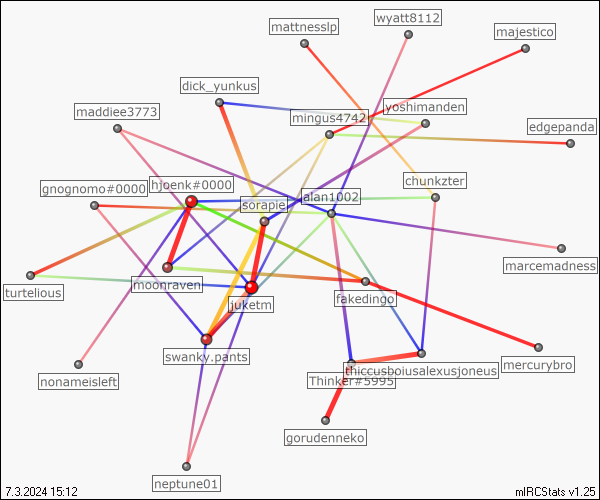 wyatt8112
mattnesslp
majestico
dick_yunkus
maddiee3773
mingus4742
yoshimanden
edgepanda
gnognomo#0000
hjoenk#0000
chunkzter
sorapie
alan1002
marcemadness
turtelious
moonraven
juketm
fakedingo
swanky.pants
mercurybro
thiccusboiusalexusjoneus
nonameisleft
Thinker#5995
gorudenneko
neptune01
7.3.2024 15:12
mIRCStats v1.25